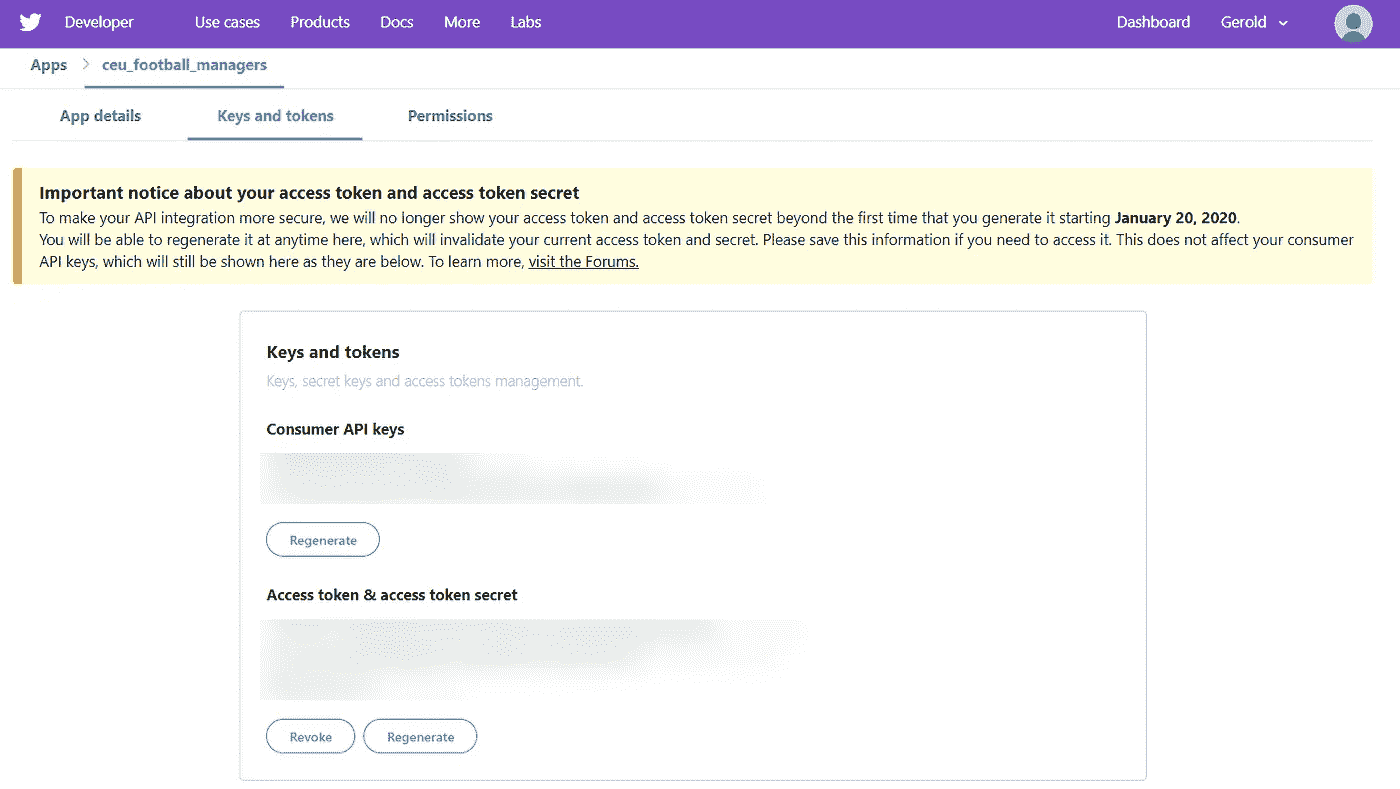 Developer Use cases Products Docs More Labs Dashboard Gerold
Apps ceu_football_managers
App details Keys and tokens Permissions
Important notice about your access token and access token secret
To make your API integration more secure, we will no longer show your access token and access token secret beyond the first time that you generate it starting January 20, 2020.
You will be able to regenerate it at anytime here, which will invalidate your current access token and secret. Please save this information if you need to access it. This does not affect your consumer
API keys, which will still be shown here as they are below. To learn more, visit the Forums.
Keys and tokens
Keys, secret keys and access tokens management.
Consumer API keys
Regenerate
Access token & access token secret
Revoke Regenerate